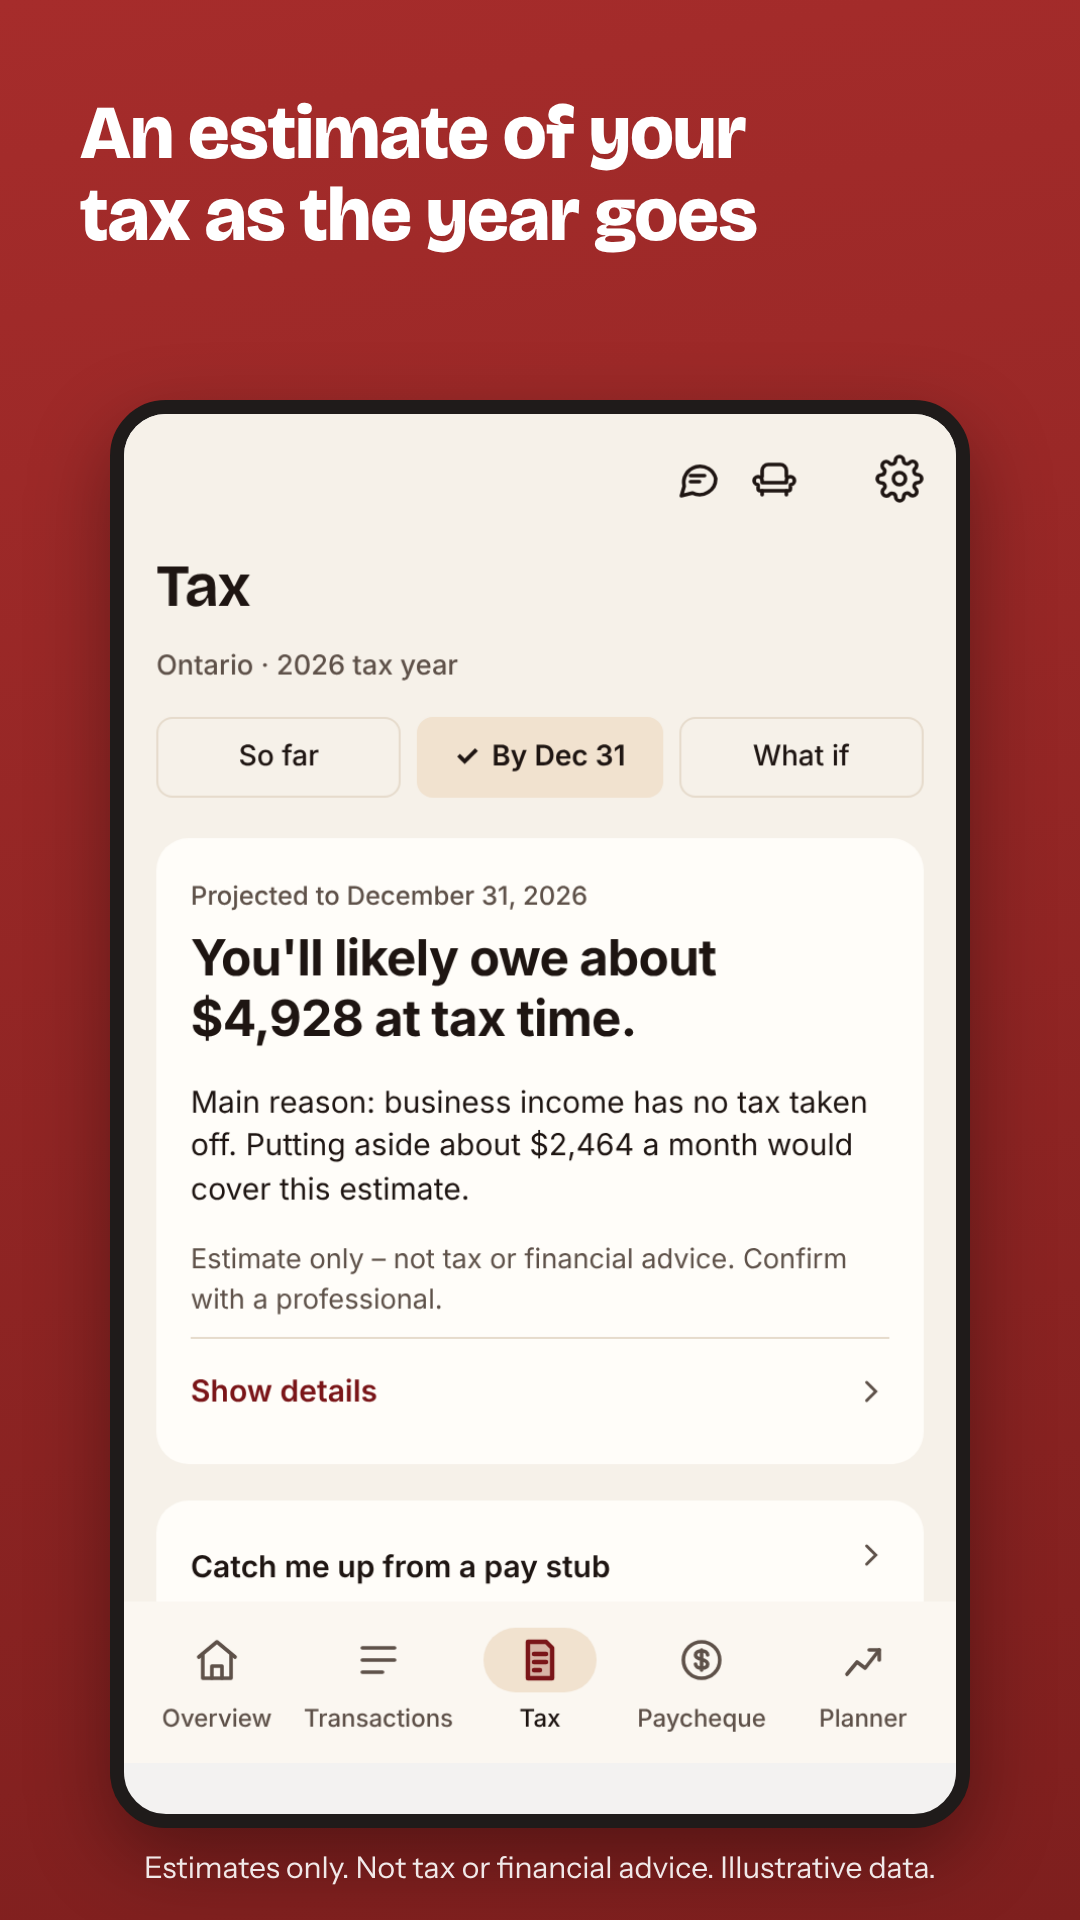 An estimate of your
tax as the year goes
Tax
Ontario · 2026 tax year
So far
By Dec 31
What if
Projected to December 31, 2026
You'll likely owe about
$4,928 at tax time.
Main reason: business income has no tax taken
off. Putting aside about $2,464 a month would
cover this estimate.
Estimate only – not tax or financial advice. Confirm
with a professional.
Show details
Catch me up from a pay stub
Overview
Transactions
Tax
Paycheque
Planner
Estimates only. Not tax or financial advice. Illustrative data.